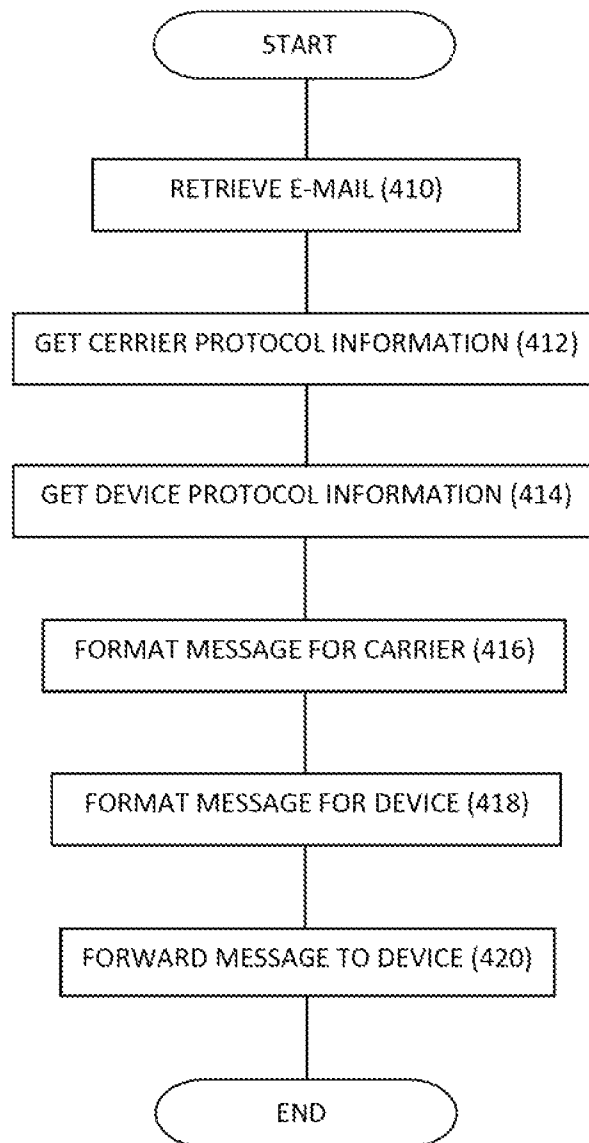 START
RETRIEVE E-MAIL (410)
GET CERRIER PROTOCOL INFORMATION (412)
GET DEVICE PROTOCOL INFORMATION (414)
FORMAT MESSAGE FOR CARRIER (416)
FORMAT MESSAGE FOR DEVICE (418)
FORWARD MESSAGE TO DEVICE (420)
END